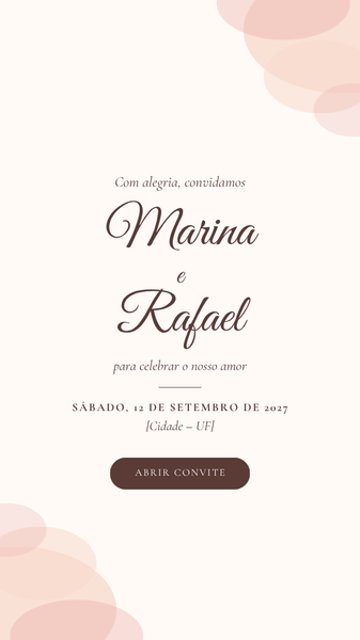 Com alegria, convidamos
Marina
e
Rafael
para celebrar o nosso amor
SÁBADO, 12 DE SETEMBRO DE 2027
[Cidade – UF]
ABRIR CONVITE